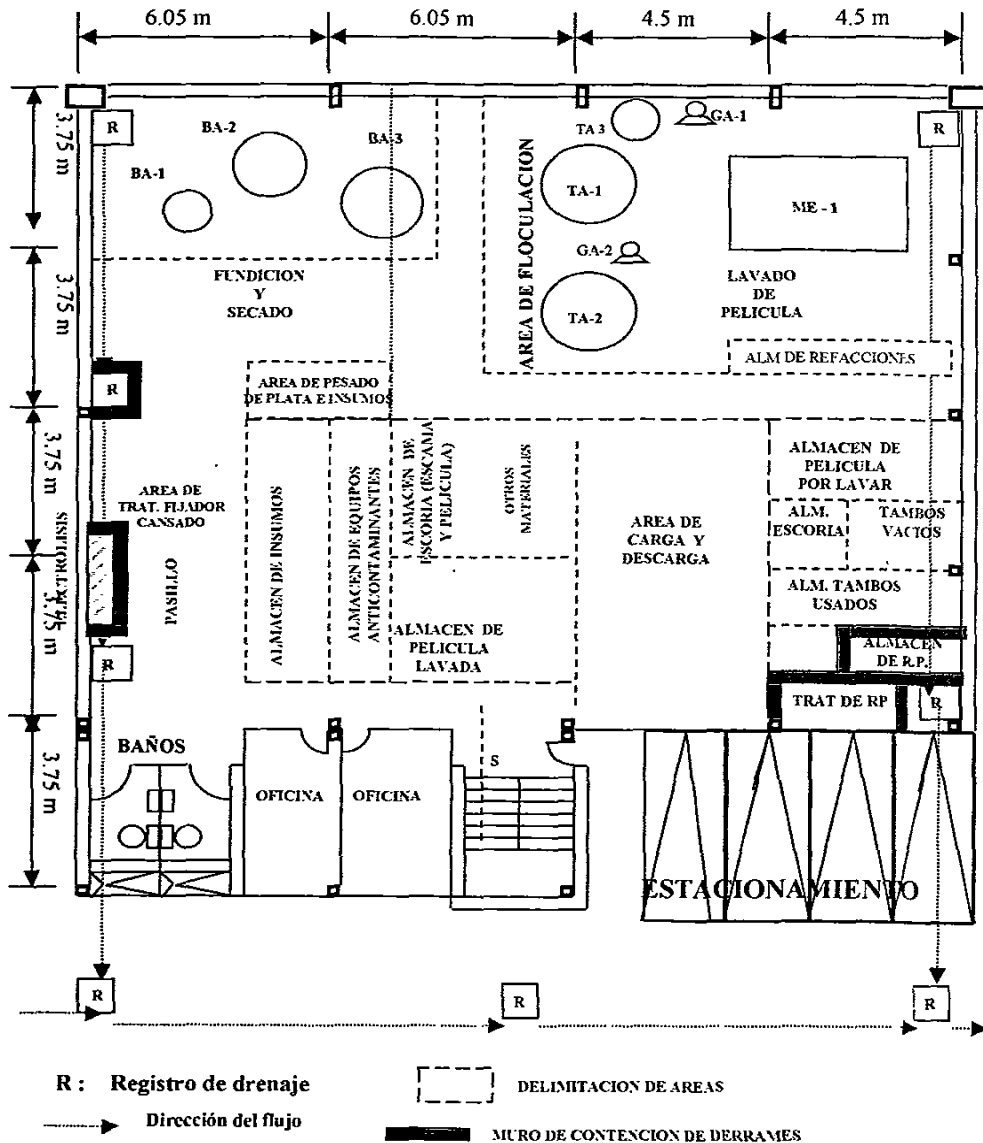 6.05 m
6.05 m
4.5 m
4.5 m
3.75 m
3.75 m
3.75 m
3.75 m
3.75 m
R
BA-1
BA-2
BA-3
FUNDICION
Y
SECADO
AREA DE FLOCULACION
TA 3
GA-1
TA-1
GA-2
TA-2
R
ME - 1
LAVADO
DE
PELICULA
ALM DE REFACCIONES
R
AREA DE PESADO
DE PLATA E INSUMOS
AREA DE
TRAT. FIJADOR
CANSADO
PASILLO
ALMACEN DE INSUMOS
ALMACEN DE EQUIPOS
ANTICONTAMINANTES
ALMACEN DE
ESCORIA (ESCAMA
Y PELICULA)
OTROS
MATERIALES
AREA DE
CARGA Y
DESCARGA
ALMACEN DE
PELICULA
POR LAVAR
ALM.
ESCORIA
TAMBOS
VACIOS
ALM. TAMBOS
USADOS
ALMACEN DE
PELICULA
LAVADA
ALMACEN
DE R.P.
TRAT DE RP
R
R
BAÑOS
OFICINA
OFICINA
S
ESTACIONAMIENTO
R
R
R
R : Registro de drenaje
DELIMITACION DE AREAS
Dirección del flujo
MURO DE CONTENCION DE DERRAMES